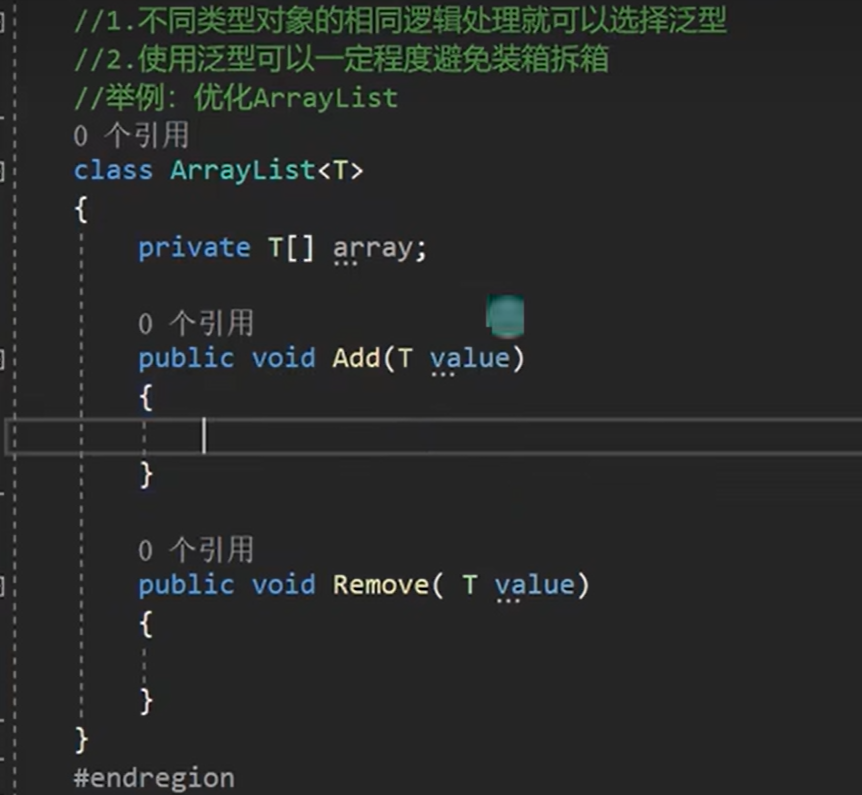 //1.不同类型对象的相同逻辑处理就可以选择泛型
//2.使用泛型可以一定程度避免装箱拆箱
//举例：优化ArrayList
0 个引用
class ArrayList<T>
{
private T[] array;
0 个引用
public void Add(T value)
{
}
0 个引用
public void Remove( T value)
{
}
}
#endregion